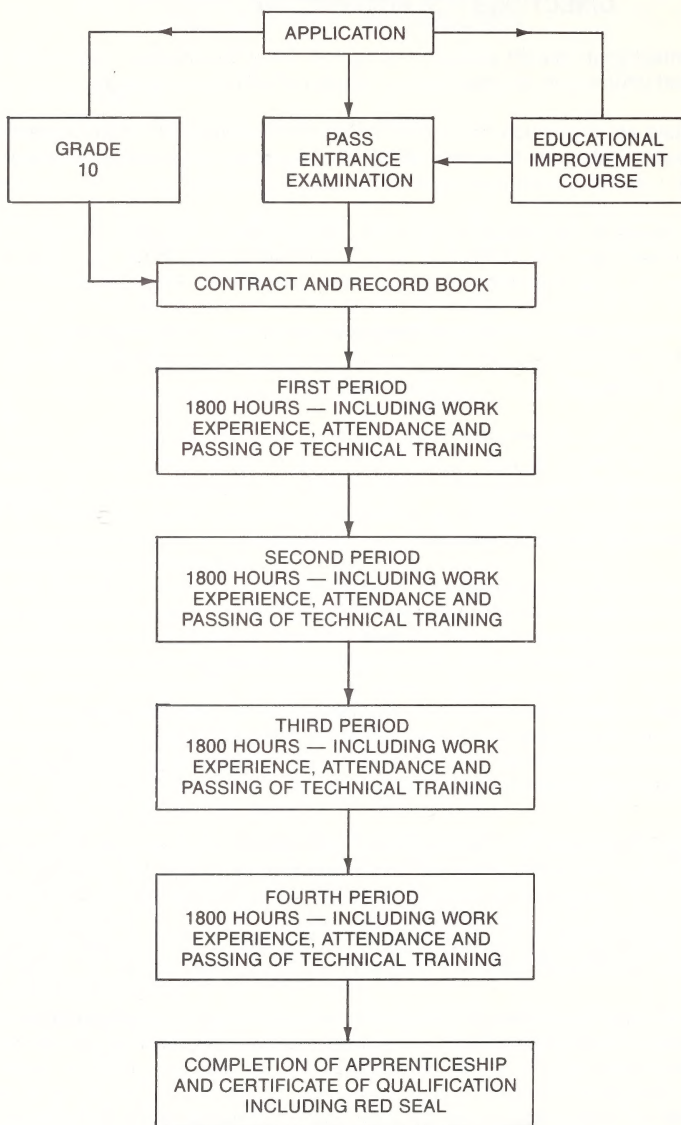 APPLICATION
GRADE
10
PASS
ENTRANCE
EXAMINATION
EDUCATIONAL
IMPROVEMENT
COURSE
CONTRACT AND RECORD BOOK
FIRST PERIOD
1800 HOURS — INCLUDING WORK
EXPERIENCE, ATTENDANCE AND
PASSING OF TECHNICAL TRAINING
SECOND PERIOD
1800 HOURS — INCLUDING WORK
EXPERIENCE, ATTENDANCE AND
PASSING OF TECHNICAL TRAINING
THIRD PERIOD
1800 HOURS — INCLUDING WORK
EXPERIENCE, ATTENDANCE AND
PASSING OF TECHNICAL TRAINING
FOURTH PERIOD
1800 HOURS — INCLUDING WORK
EXPERIENCE, ATTENDANCE AND
PASSING OF TECHNICAL TRAINING
COMPLETION OF APPRENTICESHIP
AND CERTIFICATE OF QUALIFICATION
INCLUDING RED SEAL